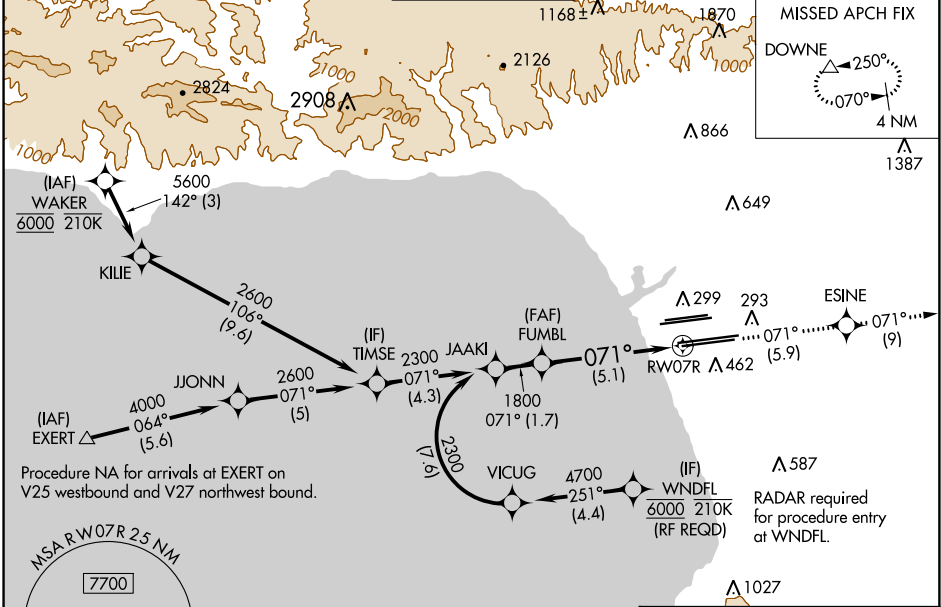 1168±
1870
MISSED APCH FIX
DOWNE
250°
070°
4 NM
2126
1000
1000
2824
2908
2000
1000
866
1387
(IAF)
WAKER
6000 210K
5600
142° (3)
649
KILIE
2600
106°
(9.6)
299
293
ESINE
(FAF)
FUMBL
(IF)
TIMSE
JAAKI
071°
(5.1)
RW07R
462
071°
(5.9)
071°
(9)
2300
071°
(4.3)
JJONN
2600
071°
(5)
1800
071° (1.7)
4000
064°
(5.6)
(IAF)
EXERT
2300
(7.6)
Procedure NA for arrivals at EXERT on
V25 westbound and V27 northwest bound.
VICUG
4700
251°
(4.4)
(IF)
WNDFL
6000 210K
(RF REQD)
587
RADAR required
for procedure entry
at WNDFL.
MSA RW07R 25 NM
7700
1027